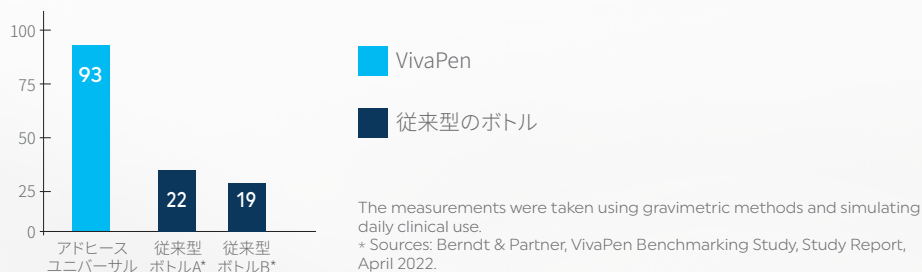 100
75
50
25
0
93
22
19
アドヒース
ユニバーサル
従来型
ボトルA*
従来型
ボトルB*
VivaPen
従来型のボトル
The measurements were taken using gravimetric methods and simulating
daily clinical use.
* Sources: Berndt & Partner, VivaPen Benchmarking Study, Study Report,
April 2022.